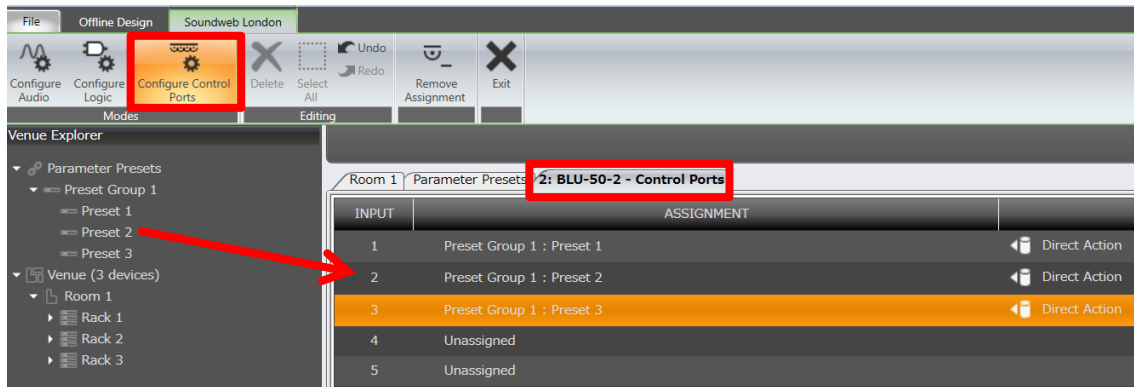 File Offline Design Soundweb London
Undo
Redo
Configure Audio
Configure Logic
Configure Control Ports
Delete
Select All
Remove Assignment
Exit
Modes
Editing
Venue Explorer
Parameter Presets
Preset Group 1
Preset 1
Preset 2
Preset 3
Venue (3 devices)
Room 1
Rack 1
Rack 2
Rack 3
Room 1 Parameter Presets 2: BLU-50-2 - Control Ports
INPUT ASSIGNMENT
1 Preset Group 1 : Preset 1 Direct Action
2 Preset Group 1 : Preset 2 Direct Action
3 Preset Group 1 : Preset 3 Direct Action
4 Unassigned
5 Unassigned